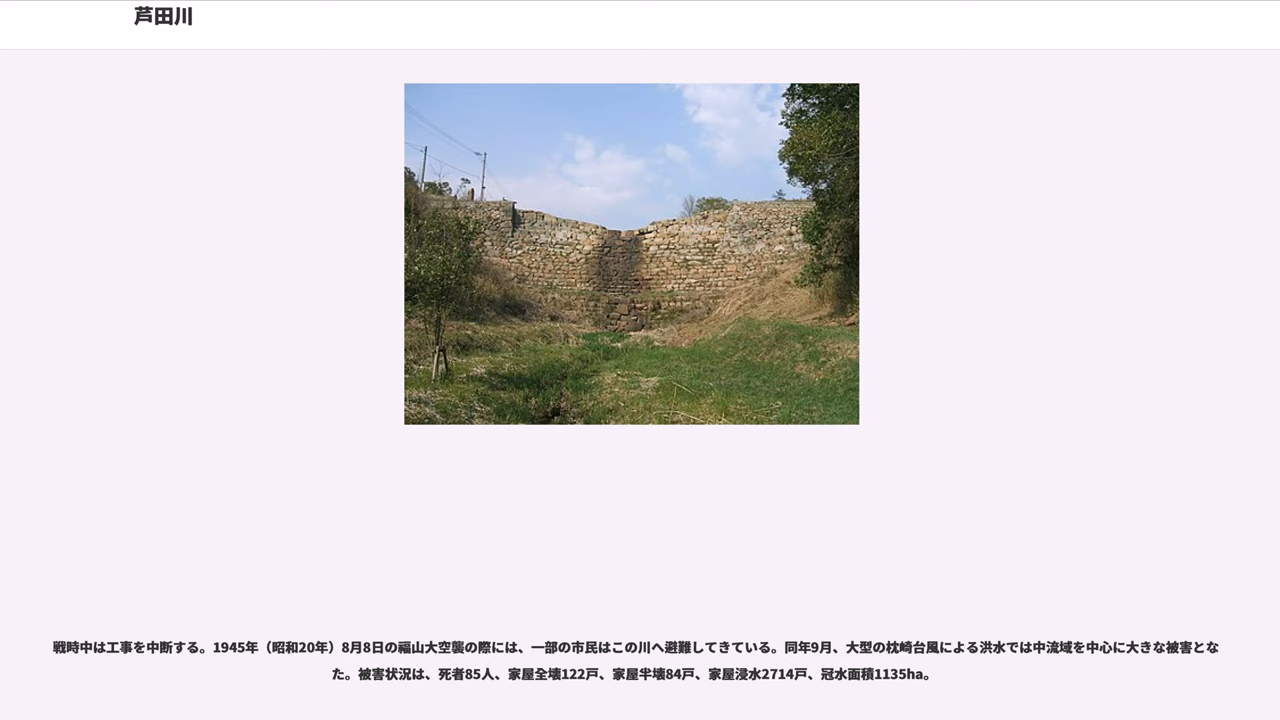 芦田川
戦時中は工事を中断する。1945年（昭和20年）8月8日の福山大空襲の際には、一部の市民はこの川へ避難してきている。同年9月、大型の枕崎台風による洪水では中流域を中心に大きな被害とな
た。被害状況は、死者85人、家屋全壊122戸、家屋半壊84戸、家屋浸水2714戸、冠水面積1135ha。